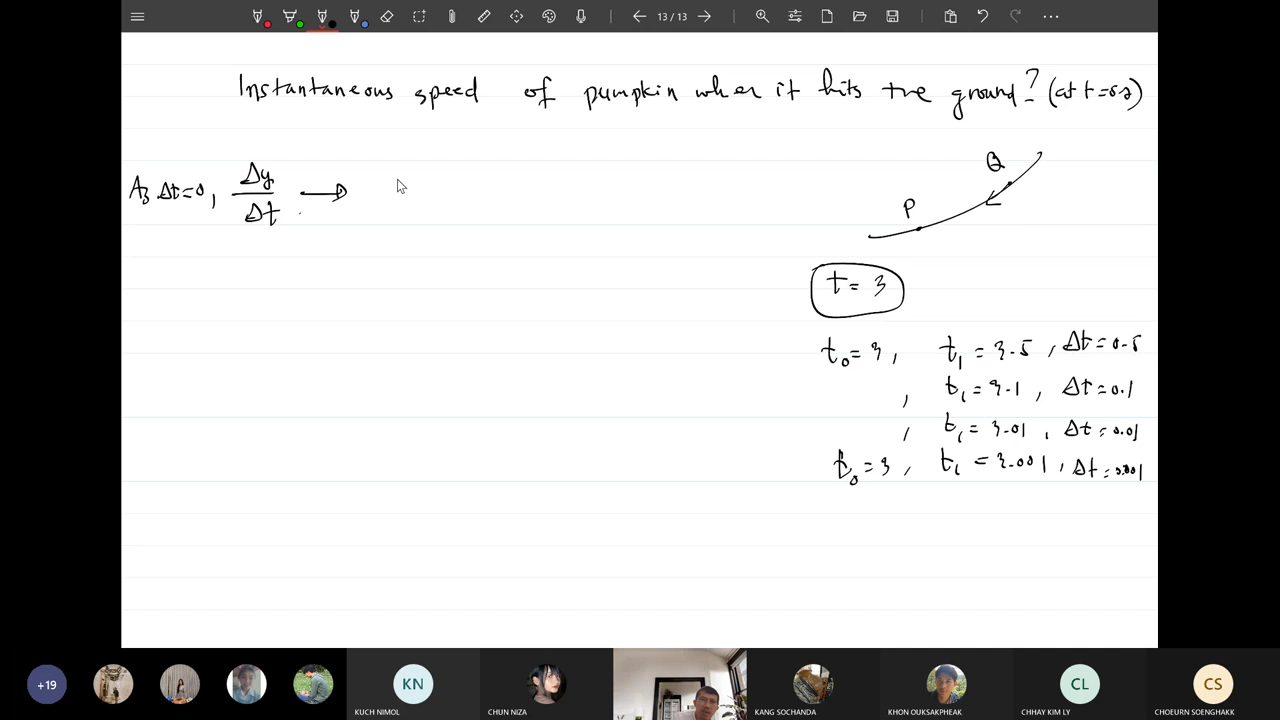 13 / 13
Instantaneous speed of pumpkin when it hits the ground? (at t=5s)
As Δt=0, Δy/Δt →
Q
P
t = 3
t₀ = 3, t₁ = 3.5, Δt = 0.5
, t₁ = 3.1, Δt = 0.1
, t₁ = 3.01, Δt = 0.01
t₀ = 3, t₁ = 3.001, Δt = 0.001
+19
KN
CL
CS
KUCH NIMOL
CHUN NIZA
KANG SOCHANDA
KHON OUKSAKPHEAK
CHHAY KIM LY
CHOEURN SOENGHAKK